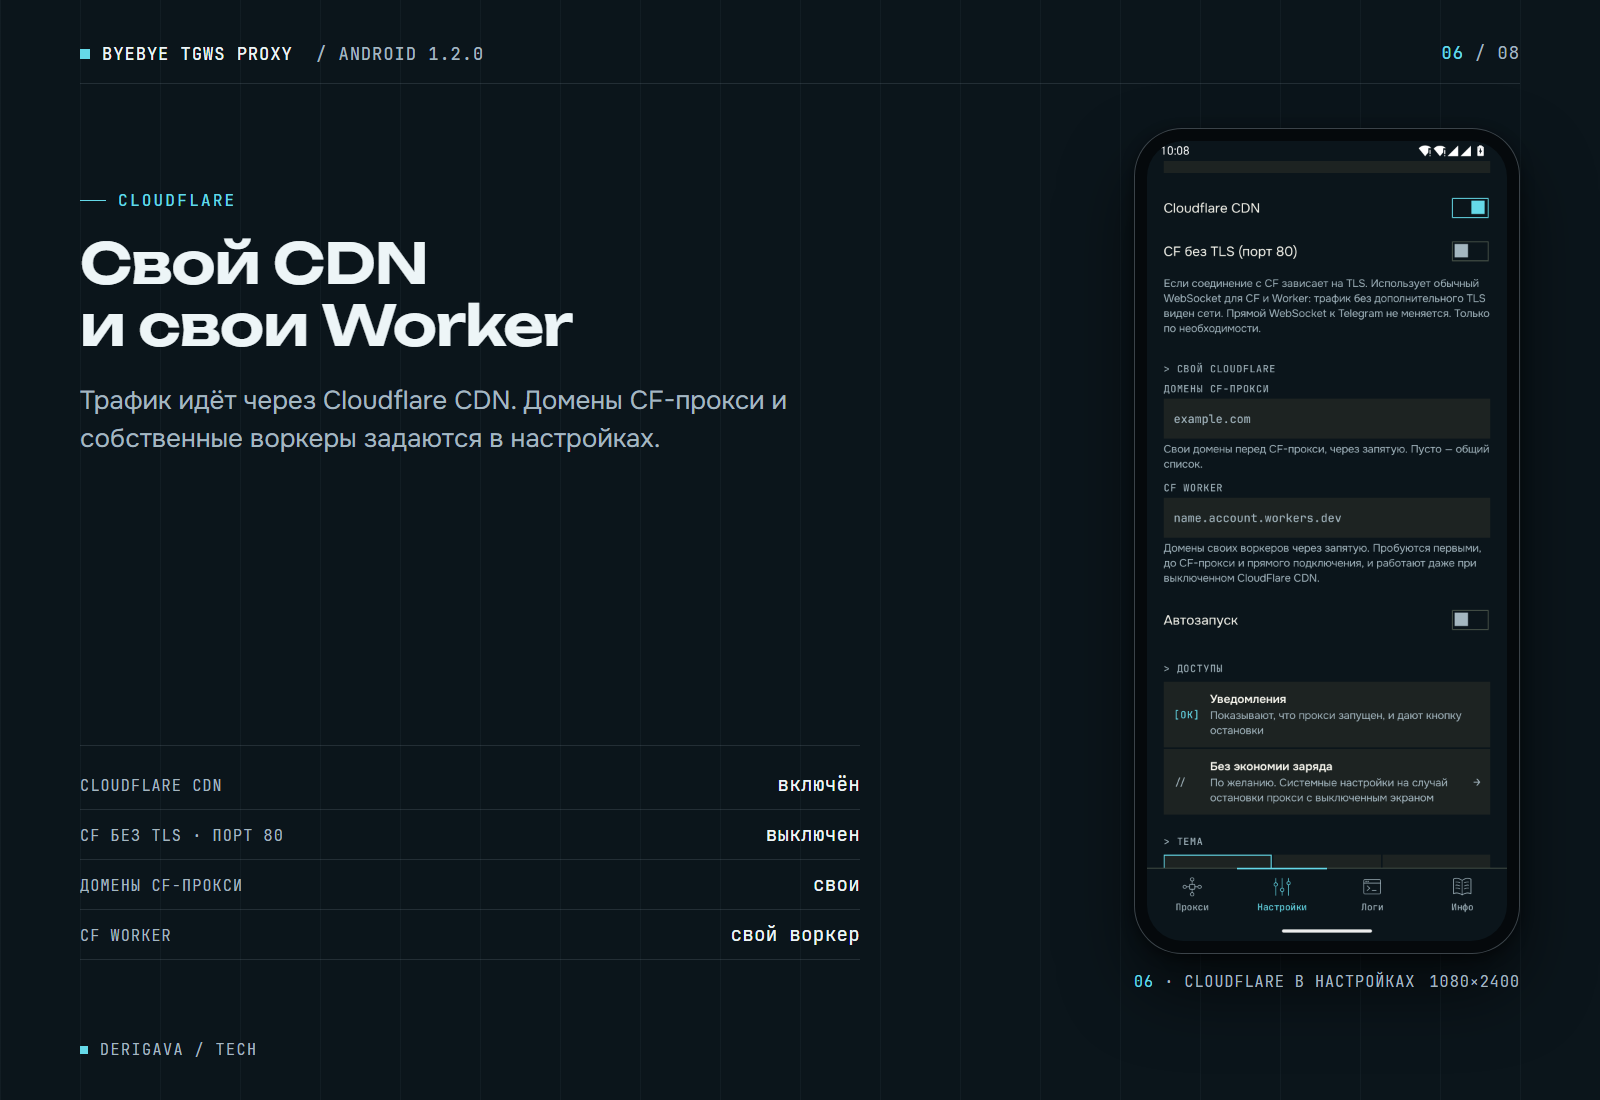 BYEBYE TGWS PROXY / ANDROID 1.2.0
06 / 08
CLOUDFLARE
Свой CDN
и свои Worker
Трафик идёт через Cloudflare CDN. Домены CF-прокси и
собственные воркеры задаются в настройках.
CLOUDFLARE CDN включён
CF БЕЗ TLS · ПОРТ 80 выключен
ДОМЕНЫ CF-ПРОКСИ свои
CF WORKER свой воркер
DERIGAVA / TECH
10:08
Cloudflare CDN
CF без TLS (порт 80)
Если соединение с CF зависает на TLS. Использует обычный
WebSocket для CF и Worker: трафик без дополнительного TLS
виден сети. Прямой WebSocket к Telegram не меняется. Только
по необходимости.
> СВОЙ CLOUDFLARE
ДОМЕНЫ CF-ПРОКСИ
example.com
Свои домены перед CF-прокси, через запятую. Пусто — общий
список.
CF WORKER
name.account.workers.dev
Домены своих воркеров через запятую. Пробуются первыми,
до CF-прокси и прямого подключения, и работают даже при
выключенном CloudFlare CDN.
Автозапуск
> ДОСТУПЫ
[OK]
Уведомления
Показывают, что прокси запущен, и дают кнопку
остановки
//
Без экономии заряда
По желанию. Системные настройки на случай →
остановки прокси с выключенным экраном
> ТЕМА
Прокси Настройки Логи Инфо
06 · CLOUDFLARE В НАСТРОЙКАХ 1080×2400